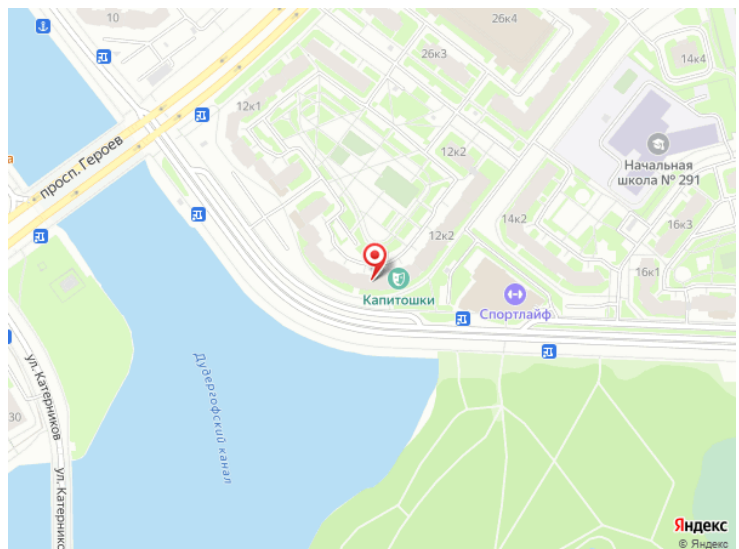 26к4
10
26к3
14к4
12к1
просп. Героев
а
12к2
Начальная
школа № 291
14к2
16к3
12к2
16к1
Капитошки
Спортлайф
Дудергофский канал
ул. Катерников
30
ул. Катернико
Яндекс
© Яндекс